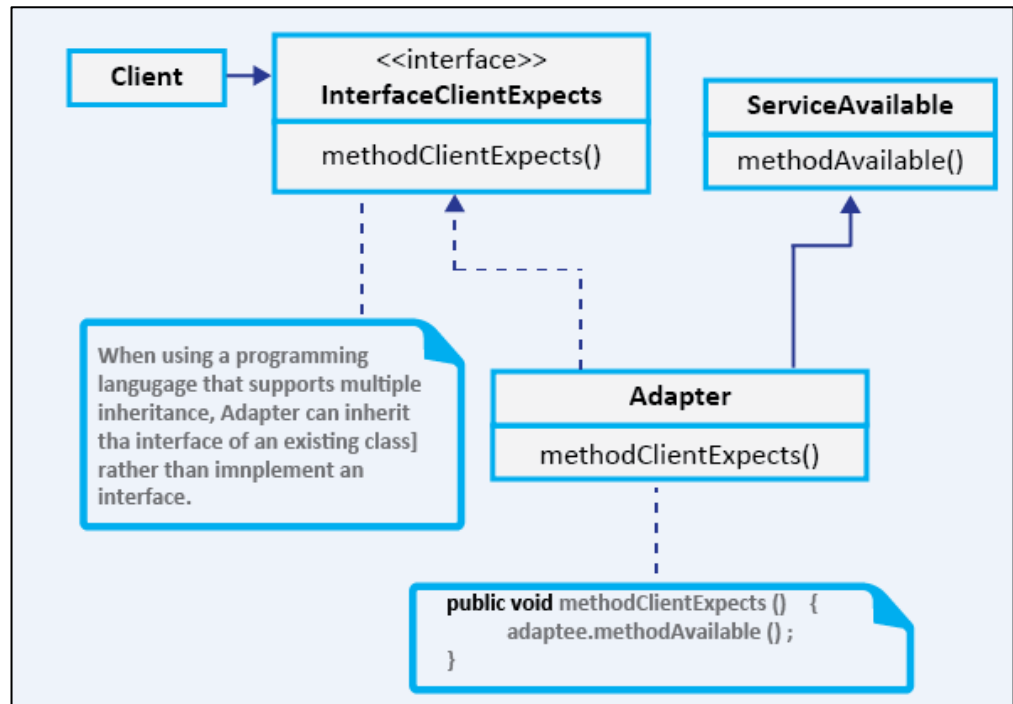 Client
<<interface>>
InterfaceClientExpects
methodClientExpects()
ServiceAvailable
methodAvailable()
When using a programming
langugage that supports multiple
inheritance, Adapter can inherit
tha interface of an existing class]
rather than imnplement an
interface.
Adapter
methodClientExpects()
public void methodClientExpects () {
adaptee.methodAvailable () ;
}